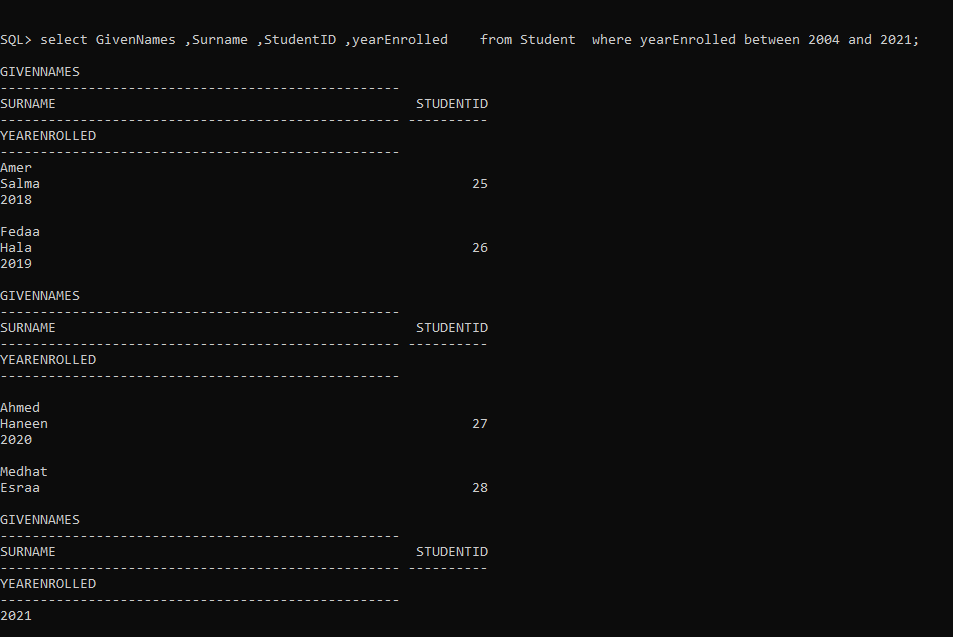 SQL> select GivenNames ,Surname ,StudentID ,yearEnrolled    from Student  where yearEnrolled between 2004 and 2021;
GIVENNAMES
--------------------------------------------------
SURNAME                                             STUDENTID
-------------------------------------------------- ----------
YEARENROLLED
--------------------------------------------------
Amer
Salma                                                      25
2018
Fedaa
Hala                                                       26
2019
GIVENNAMES
--------------------------------------------------
SURNAME                                             STUDENTID
-------------------------------------------------- ----------
YEARENROLLED
--------------------------------------------------
Ahmed
Haneen                                                     27
2020
Medhat
Esraa                                                      28
GIVENNAMES
--------------------------------------------------
SURNAME                                             STUDENTID
-------------------------------------------------- ----------
YEARENROLLED
--------------------------------------------------
2021